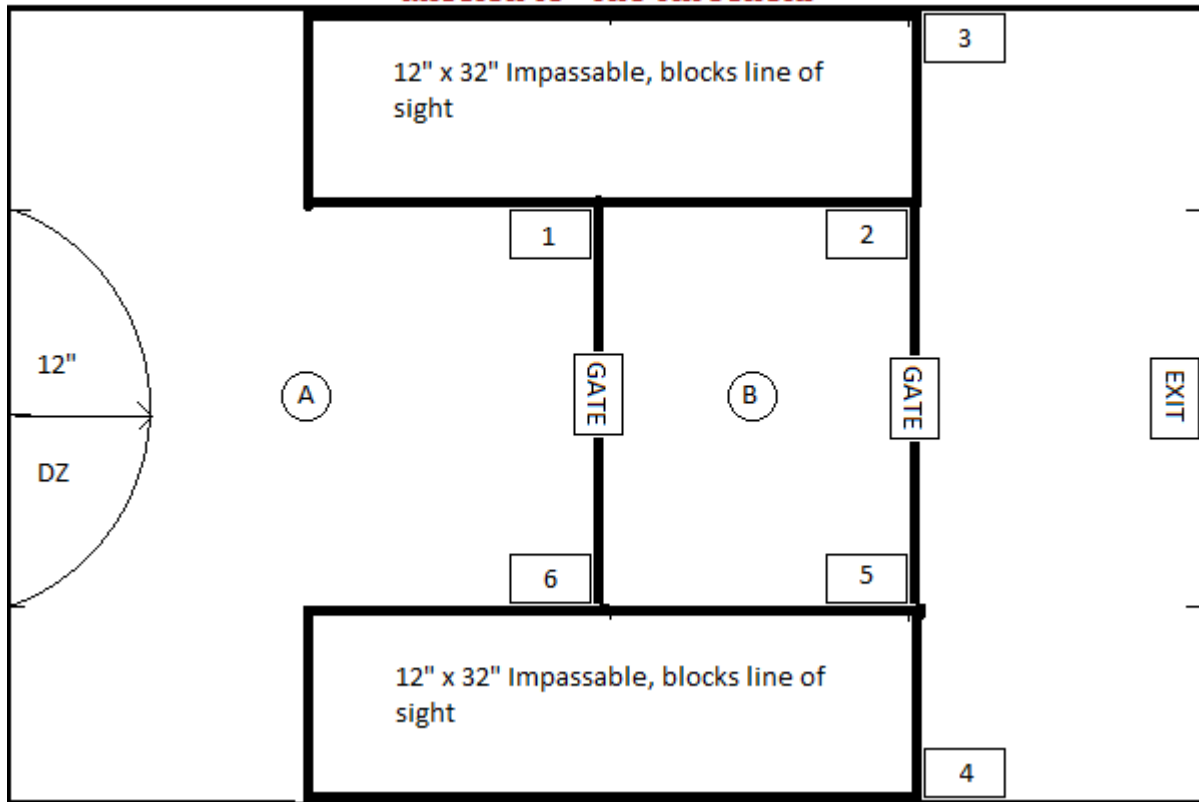 3
12" x 32" Impassable, blocks line of
sight
1
2
12"
A
GATE
B
GATE
EXIT
DZ
6
5
12" x 32" Impassable, blocks line of
sight
4